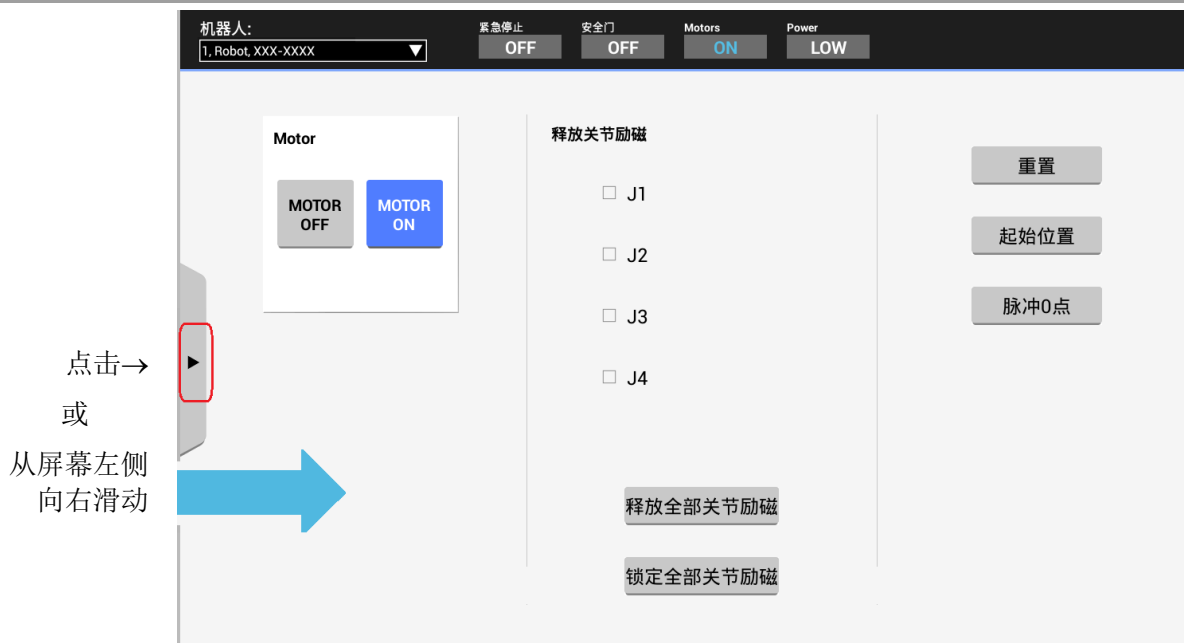 机器人:
1, Robot, XXX-XXXX
紧急停止
OFF
安全门
OFF
Motors
ON
Power
LOW
Motor
MOTOR
OFF
MOTOR
ON
释放关节励磁
J1
J2
J3
J4
释放全部关节励磁
锁定全部关节励磁
重置
起始位置
脉冲0点
点击→
或
从屏幕左侧
向右滑动